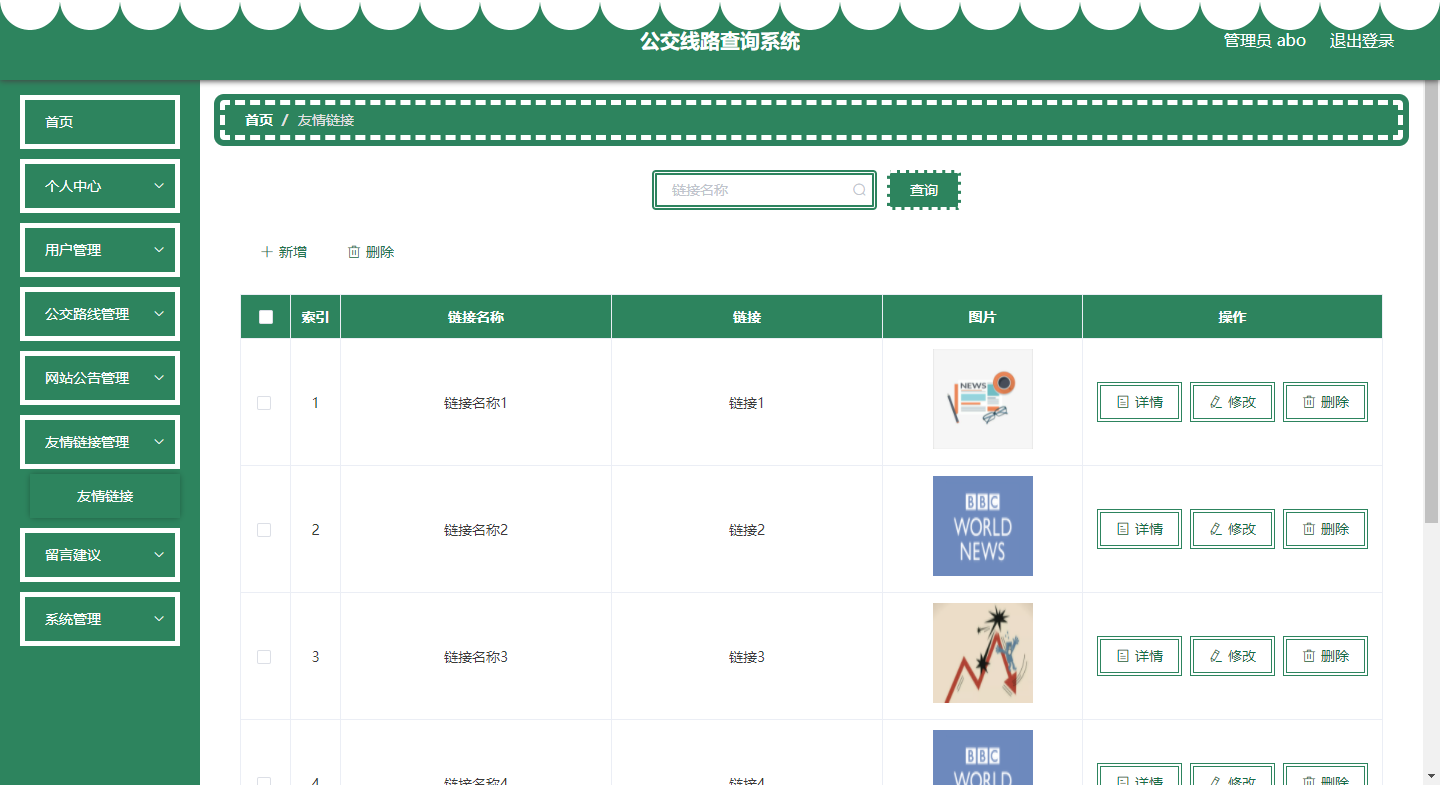 公交线路查询系统
管理员 abo 退出登录
首页
个人中心
用户管理
公交路线管理
网站公告管理
友情链接管理
友情链接
留言建议
系统管理
首页 / 友情链接
链接名称 查询
新增 删除
索引 链接名称 链接 图片 操作
1 链接名称1 链接1 NEWS 详情 修改 删除
2 链接名称2 链接2 BBC WORLD NEWS 详情 修改 删除
3 链接名称3 链接3 详情 修改 删除
4 链接名称4 链接4 BBC WORLD 详情 修改 删除